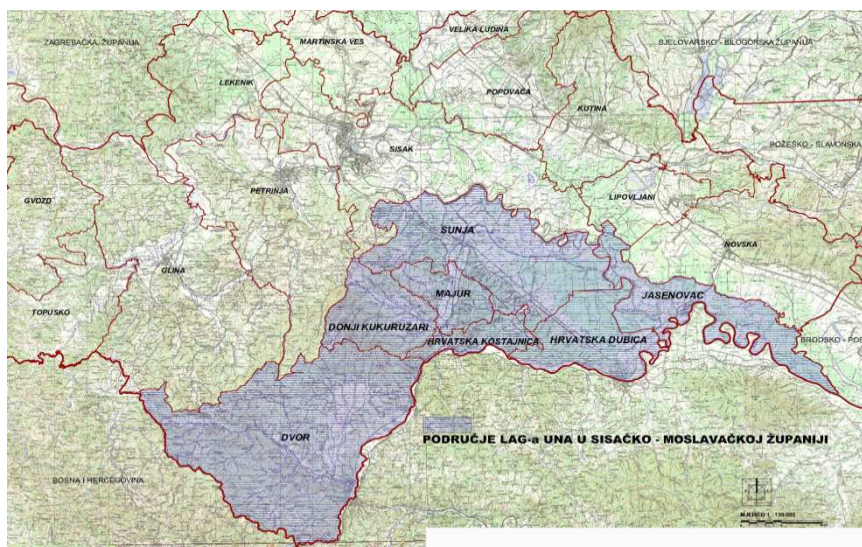 ZAGREBAČKA ŽUPANIJA
MARTINSKA VES
VELIKA LUDINA
BJELOVARSKO - BILOGORSKA ŽUPANIJA
LEKENIK
POPOVAČA
KUTINA
SISAK
POŽEŠKO - SLAVONSKA
PETRINJA
LIPOVLJANI
GVOZD
SUNJA
NOVSKA
GLINA
MAJUR
JASENOVAC
TOPUSKO
DONJI KUKURUZARI
HRVATSKA KOSTAJNICA
HRVATSKA DUBICA
BRODSKO - POS
DVOR
PODRUČJE LAG-a UNA U SISAČKO - MOSLAVAČKOJ ŽUPANIJI
BOSNA I HERCEGOVINA